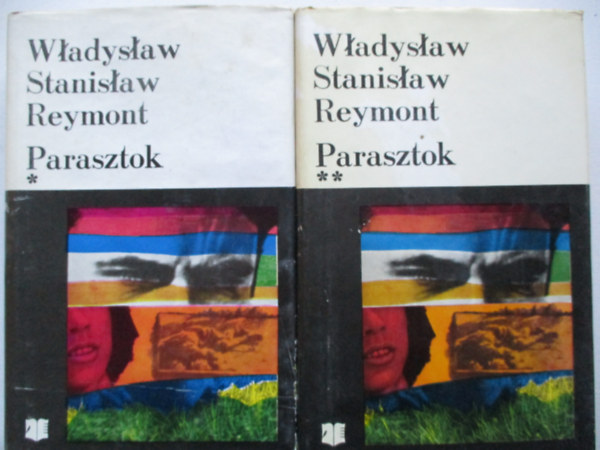 Władysław
Stanisław
Reymont
Parasztok
*
Władysław
Stanisław
Reymont
Parasztok
**